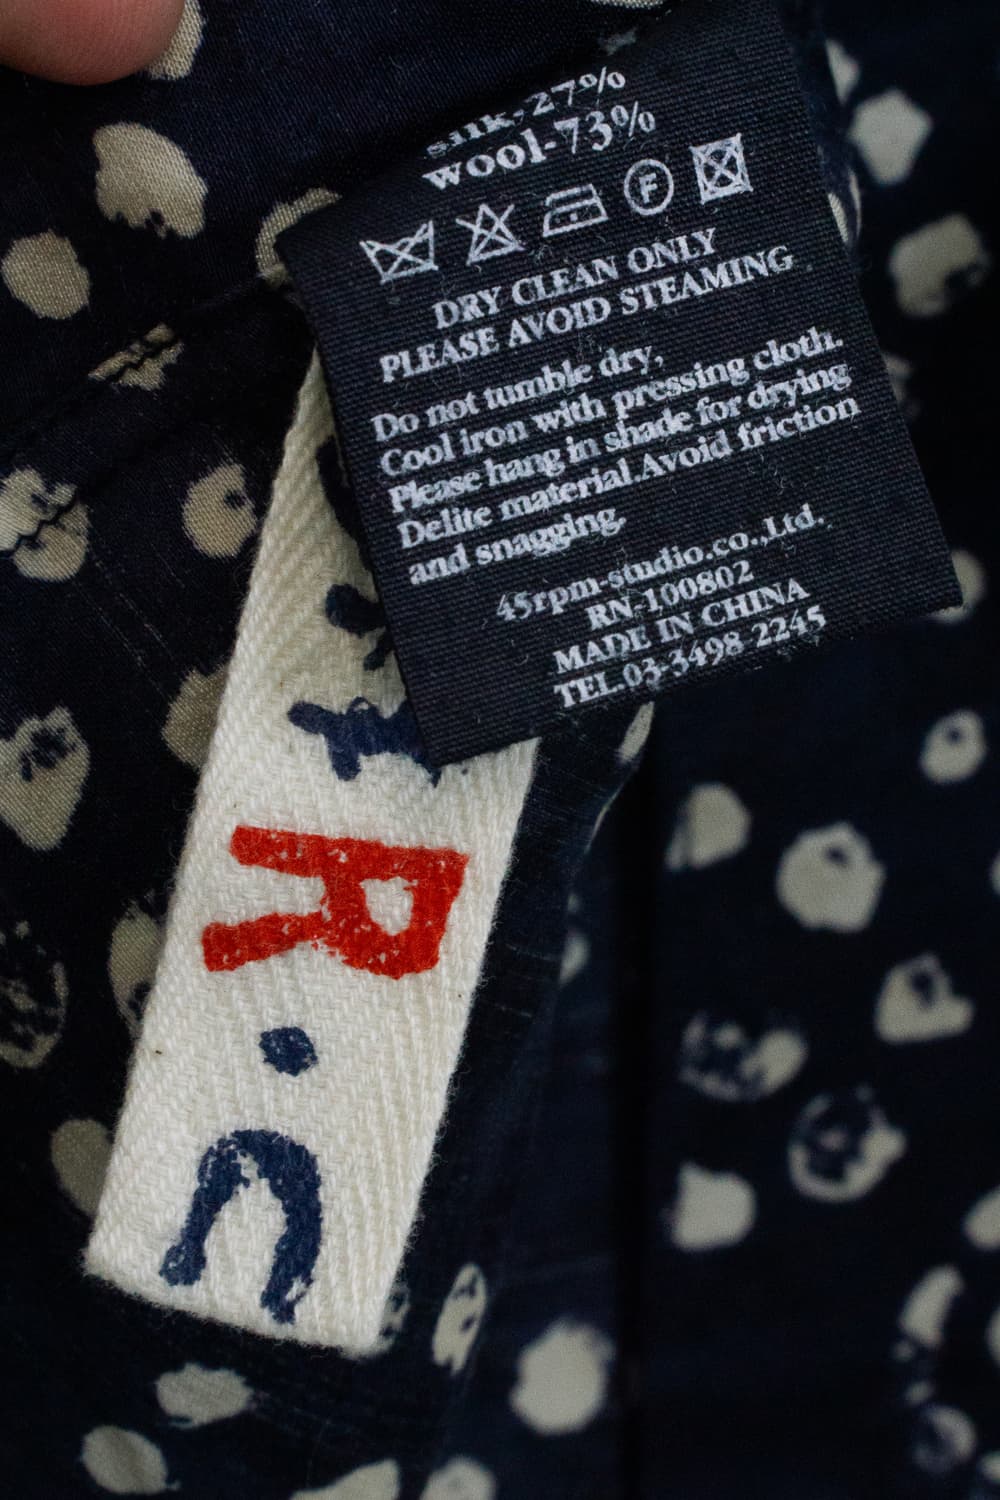 silk-27%
wool-73%
F
DRY CLEAN ONLY
PLEASE AVOID STEAMING
Do not tumble dry,
Cool iron with pressing cloth.
Please hang in shade for drying
Delite material.Avoid friction
and snagging.
45rpm-studio.co.,Ltd.
RN-100802
MADE IN CHINA
TEL.03-3498-2245
R·C